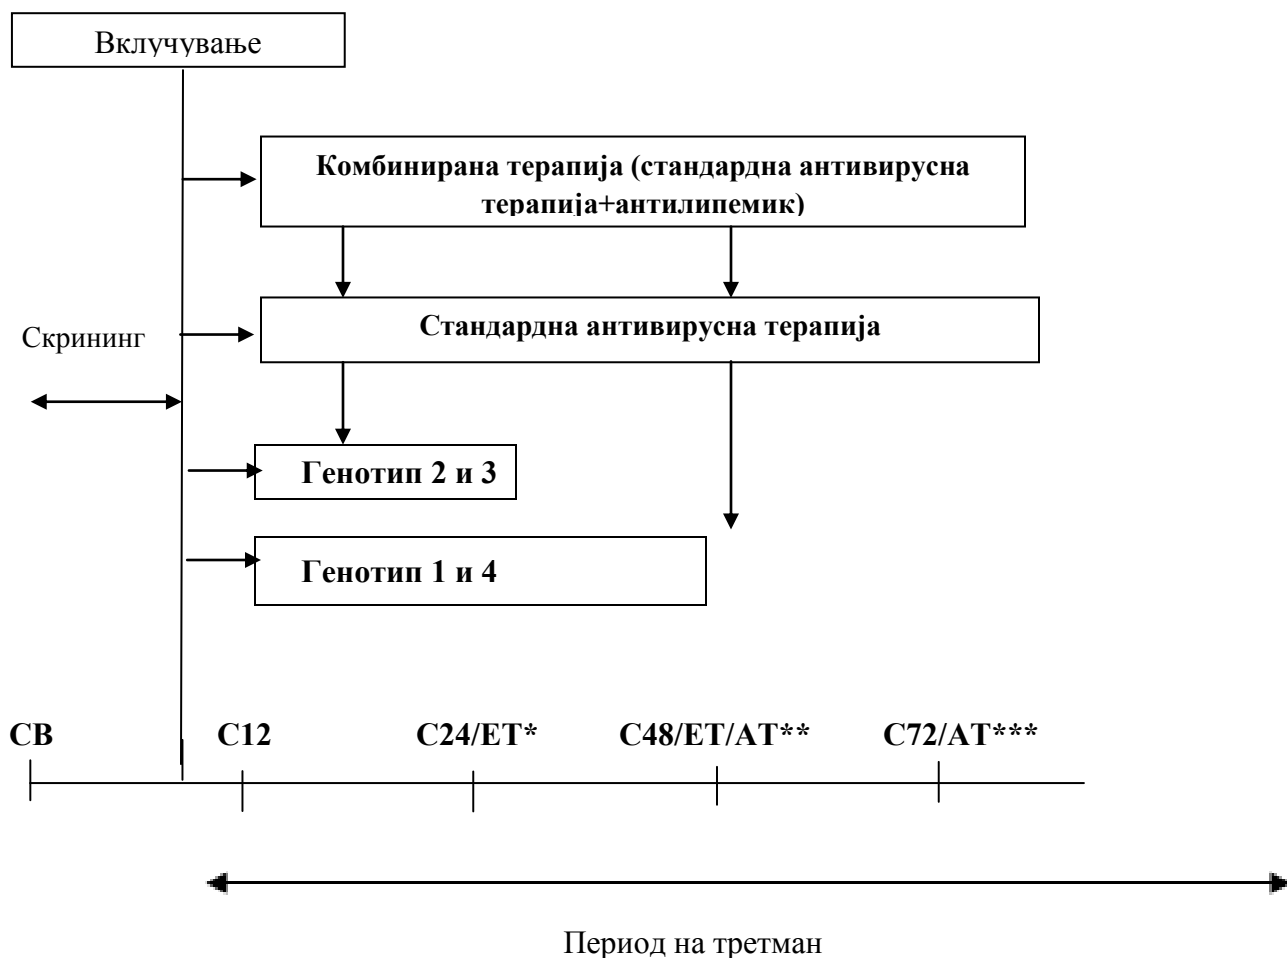 Вклучување
Комбинирана терапија (стандардна антивирусна
терапија+антилипемик)
Стандардна антивирусна терапија
Скрининг
Генотип 2 и 3
Генотип 1 и 4
СВ С12 С24/ЕТ* С48/ЕТ/АТ** С72/АТ***
Период на третман